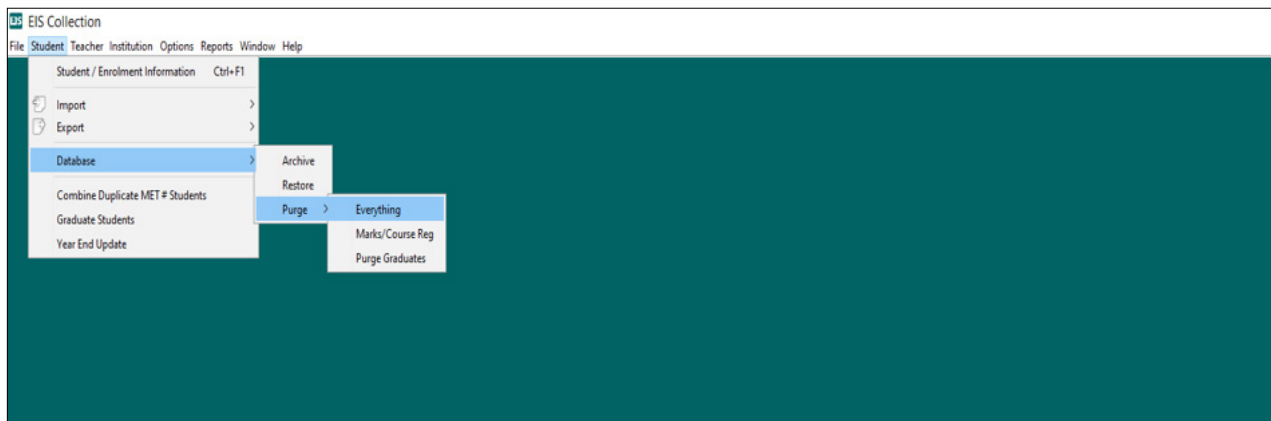 EIS EIS Collection
File Student Teacher Institution Options Reports Window Help
Student / Enrolment Information Ctrl+F1
Import
Export
Database
Combine Duplicate MET # Students
Graduate Students
Year End Update
Archive
Restore
Purge
Everything
Marks/Course Reg
Purge Graduates